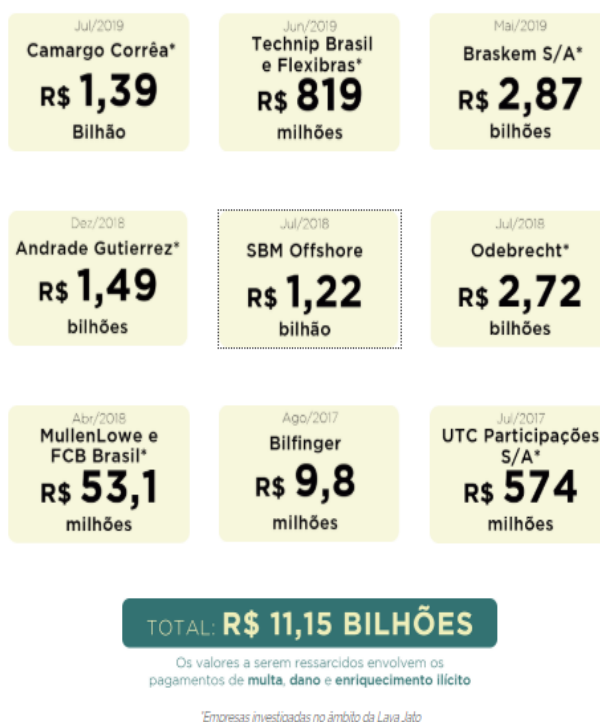 Jul/2019
Camargo Corrêa*
R$ 1,39
Bilhão
Jun/2019
Technip Brasil
e Flexibras*
R$ 819
milhões
Mai/2019
Braskem S/A*
R$ 2,87
bilhões
Dez/2018
Andrade Gutierrez*
R$ 1,49
bilhões
Jul/2018
SBM Offshore
R$ 1,22
bilhão
Jul/2018
Odebrecht*
R$ 2,72
bilhões
Abr/2018
MullenLowe e
FCB Brasil*
R$ 53,1
milhões
Ago/2017
Bilfinger
R$ 9,8
milhões
Jul/2017
UTC Participações
S/A*
R$ 574
milhões
TOTAL: R$ 11,15 BILHÕES
Os valores a serem ressarcidos envolvem os
pagamentos de multa, dano e enriquecimento ilícito
*Empresas investigadas no âmbito da Lava Jato